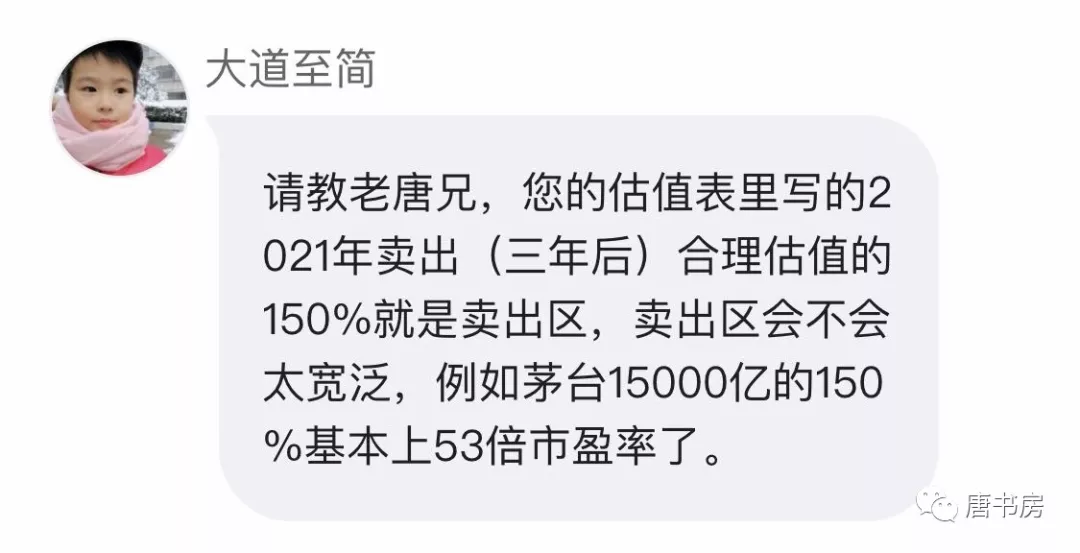 大道至简
请教老唐兄，您的估值表里写的2
021年卖出（三年后）合理估值的
150%就是卖出区，卖出区会不会
太宽泛，例如茅台15000亿的150
%基本上53倍市盈率了。
唐书房